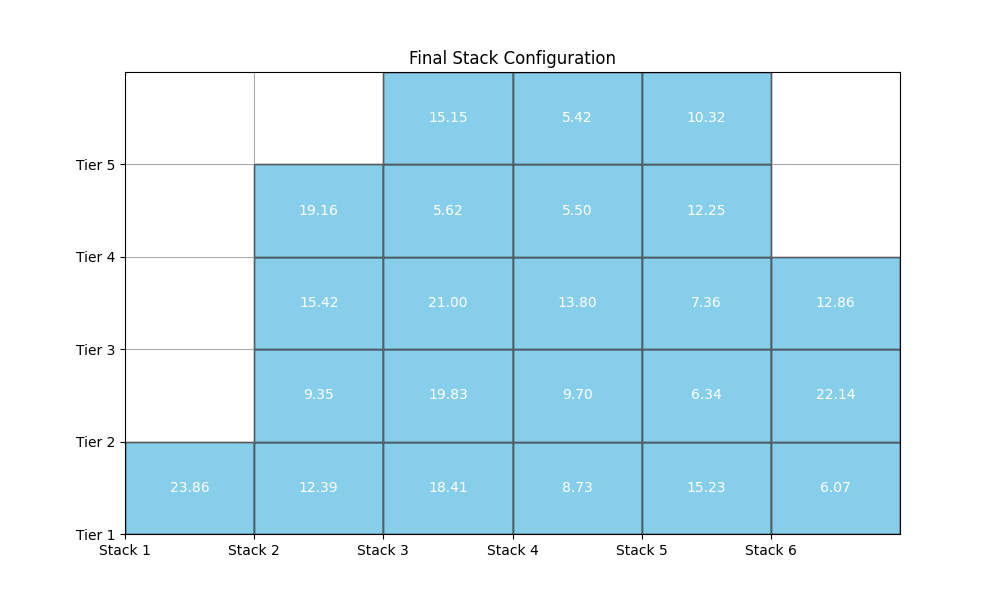 Final Stack Configuration
15.15 5.42 10.32
Tier 5
19.16 5.62 5.50 12.25
Tier 4
15.42 21.00 13.80 7.36 12.86
Tier 3
9.35 19.83 9.70 6.34 22.14
Tier 2
23.86 12.39 18.41 8.73 15.23 6.07
Tier 1
Stack 1 Stack 2 Stack 3 Stack 4 Stack 5 Stack 6